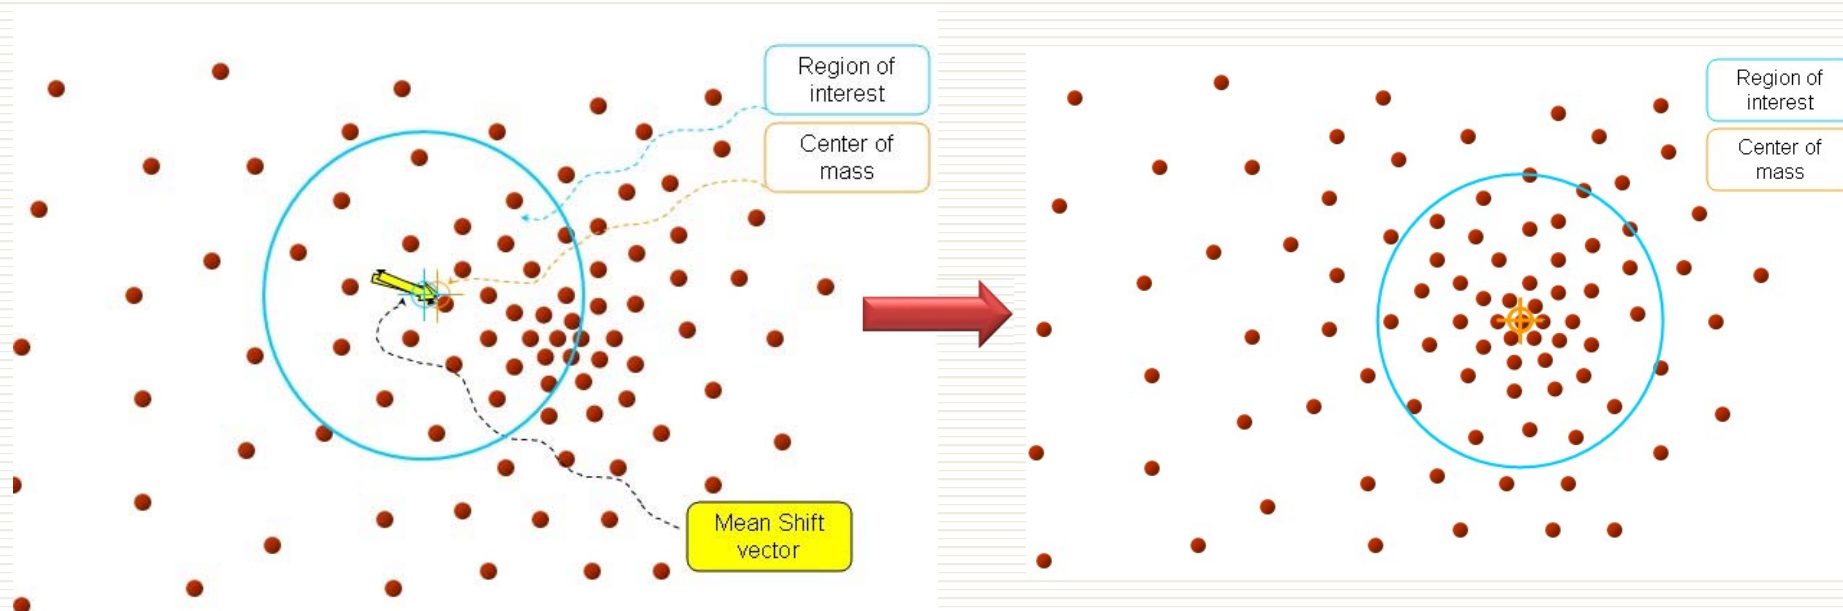 Region of
interest
Center of
mass
Mean Shift
vector
Region of
interest
Center of
mass